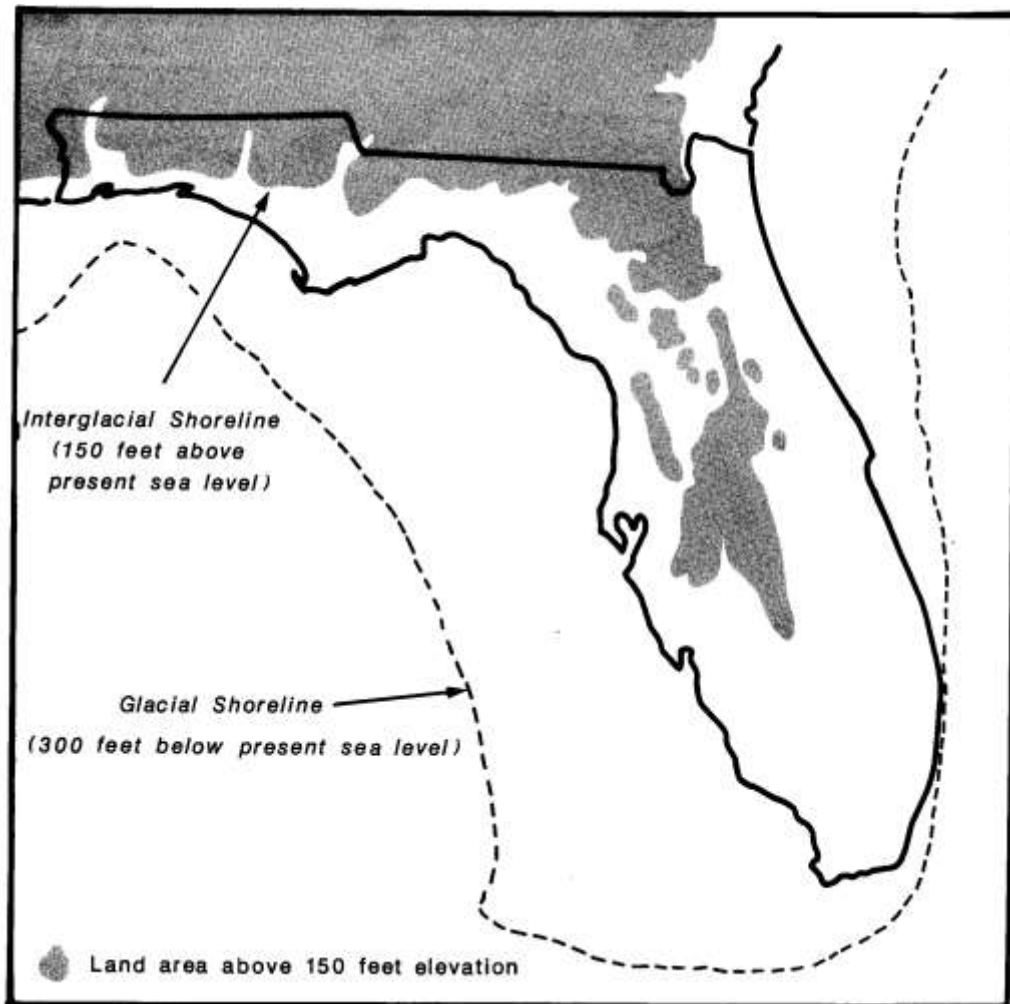 Interglacial Shoreline
(150 feet above
present sea level)
Glacial Shoreline
(300 feet below present sea level)
Land area above 150 feet elevation